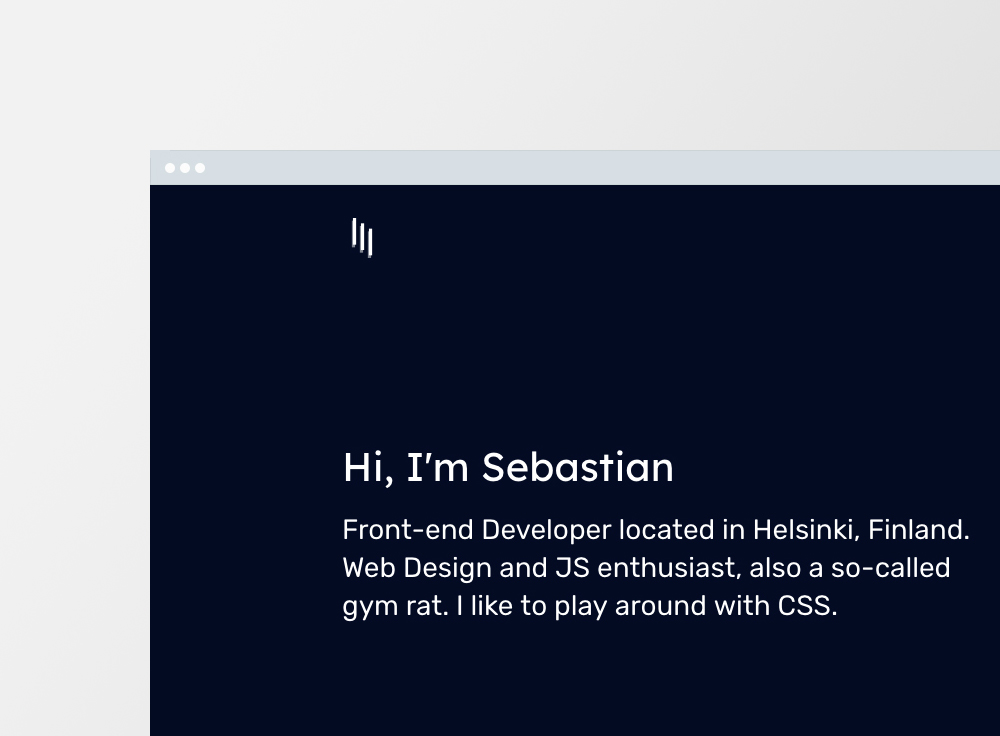 Hi, I'm Sebastian
Front-end Developer located in Helsinki, Finland.
Web Design and JS enthusiast, also a so-called
gym rat. I like to play around with CSS.